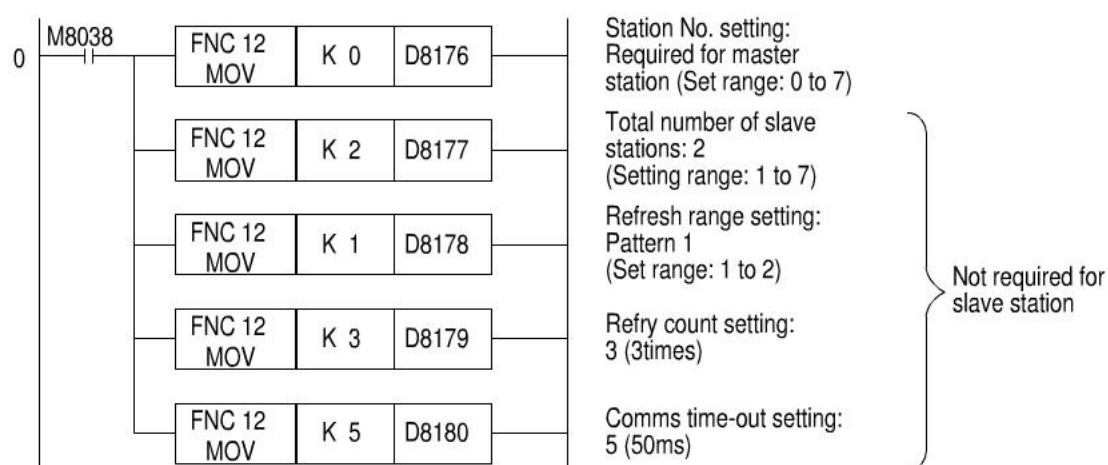 M8038
0
FNC 12
MOV
K 0
D8176
Station No. setting:
Required for master
station (Set range: 0 to 7)
FNC 12
MOV
K 2
D8177
Total number of slave
stations: 2
(Setting range: 1 to 7)
FNC 12
MOV
K 1
D8178
Refresh range setting:
Pattern 1
(Set range: 1 to 2)
FNC 12
MOV
K 3
D8179
Refry count setting:
3 (3times)
FNC 12
MOV
K 5
D8180
Comms time-out setting:
5 (50ms)
Not required for
slave station